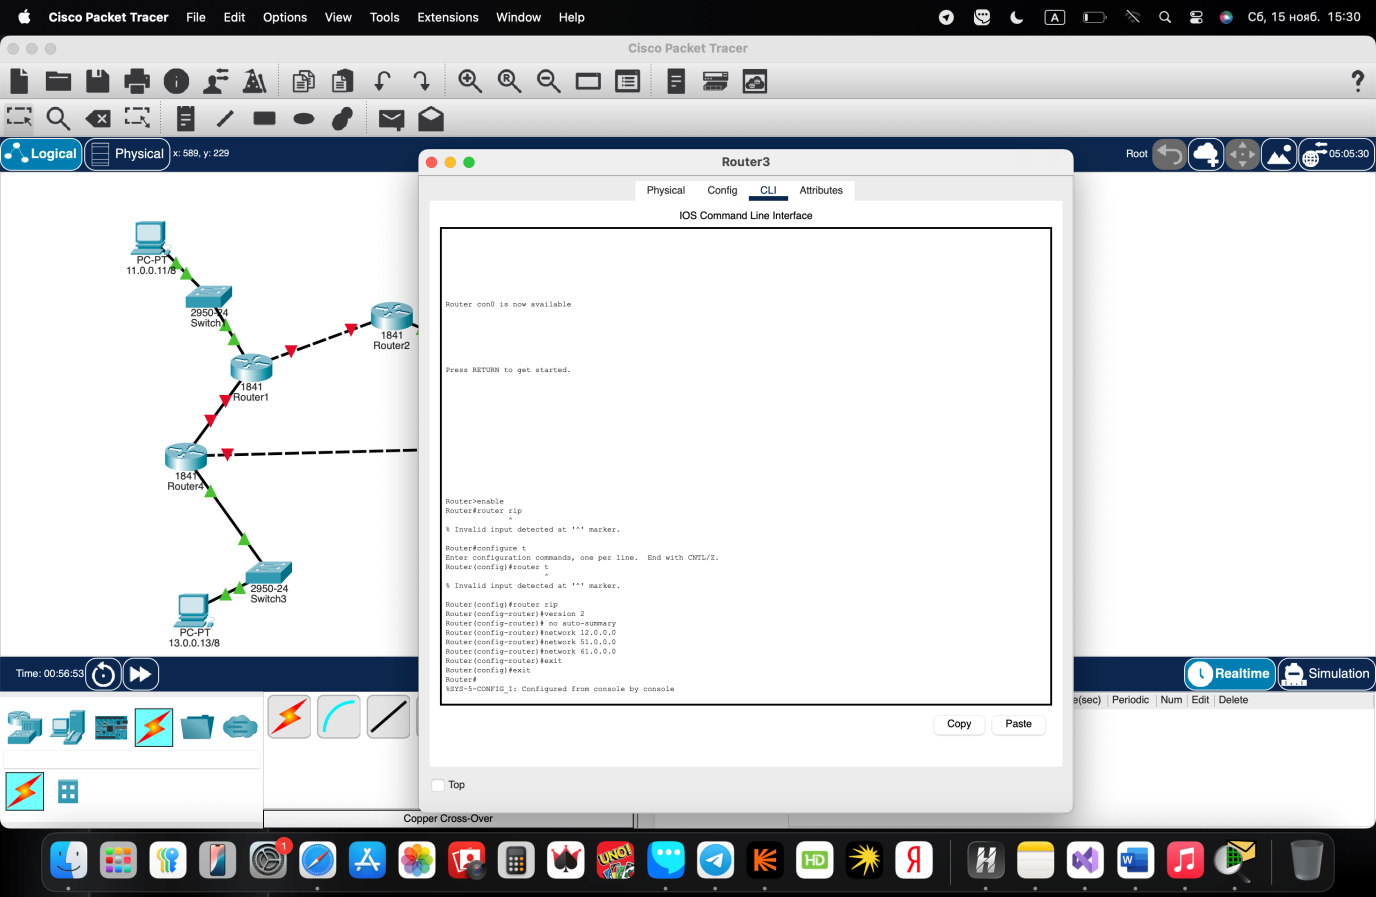 Cisco Packet Tracer File Edit Options View Tools Extensions Window Help A Сб, 15 нояб. 15:30
Cisco Packet Tracer
Logical Physical x: 589, y: 229 Root 05:05:30
Router3
Physical Config CLI Attributes
IOS Command Line Interface
Router con0 is now available
Press RETURN to get started.
Router>enable
Router#router rip
^
% Invalid input detected at '^' marker.
Router#configure t
Enter configuration commands, one per line. End with CNTL/Z.
Router(config)#router t
^
% Invalid input detected at '^' marker.
Router(config)#router rip
Router(config-router)#version 2
Router(config-router)# no auto-summary
Router(config-router)#network 12.0.0.0
Router(config-router)#network 51.0.0.0
Router(config-router)#network 61.0.0.0
Router(config-router)#exit
Router(config)#exit
Router#
%SYS-5-CONFIG_I: Configured from console by console
Copy Paste
Top
PC-PT
11.0.0.11/8
2950-24
Switch1
1841
Router2
1841
Router1
1841
Router4
2950-24
Switch3
PC-PT
13.0.0.13/8
Time: 00:56:53 Realtime Simulation
e(sec) Periodic Num Edit Delete
Copper Cross-Over
1
UNO!
HD
Я
W